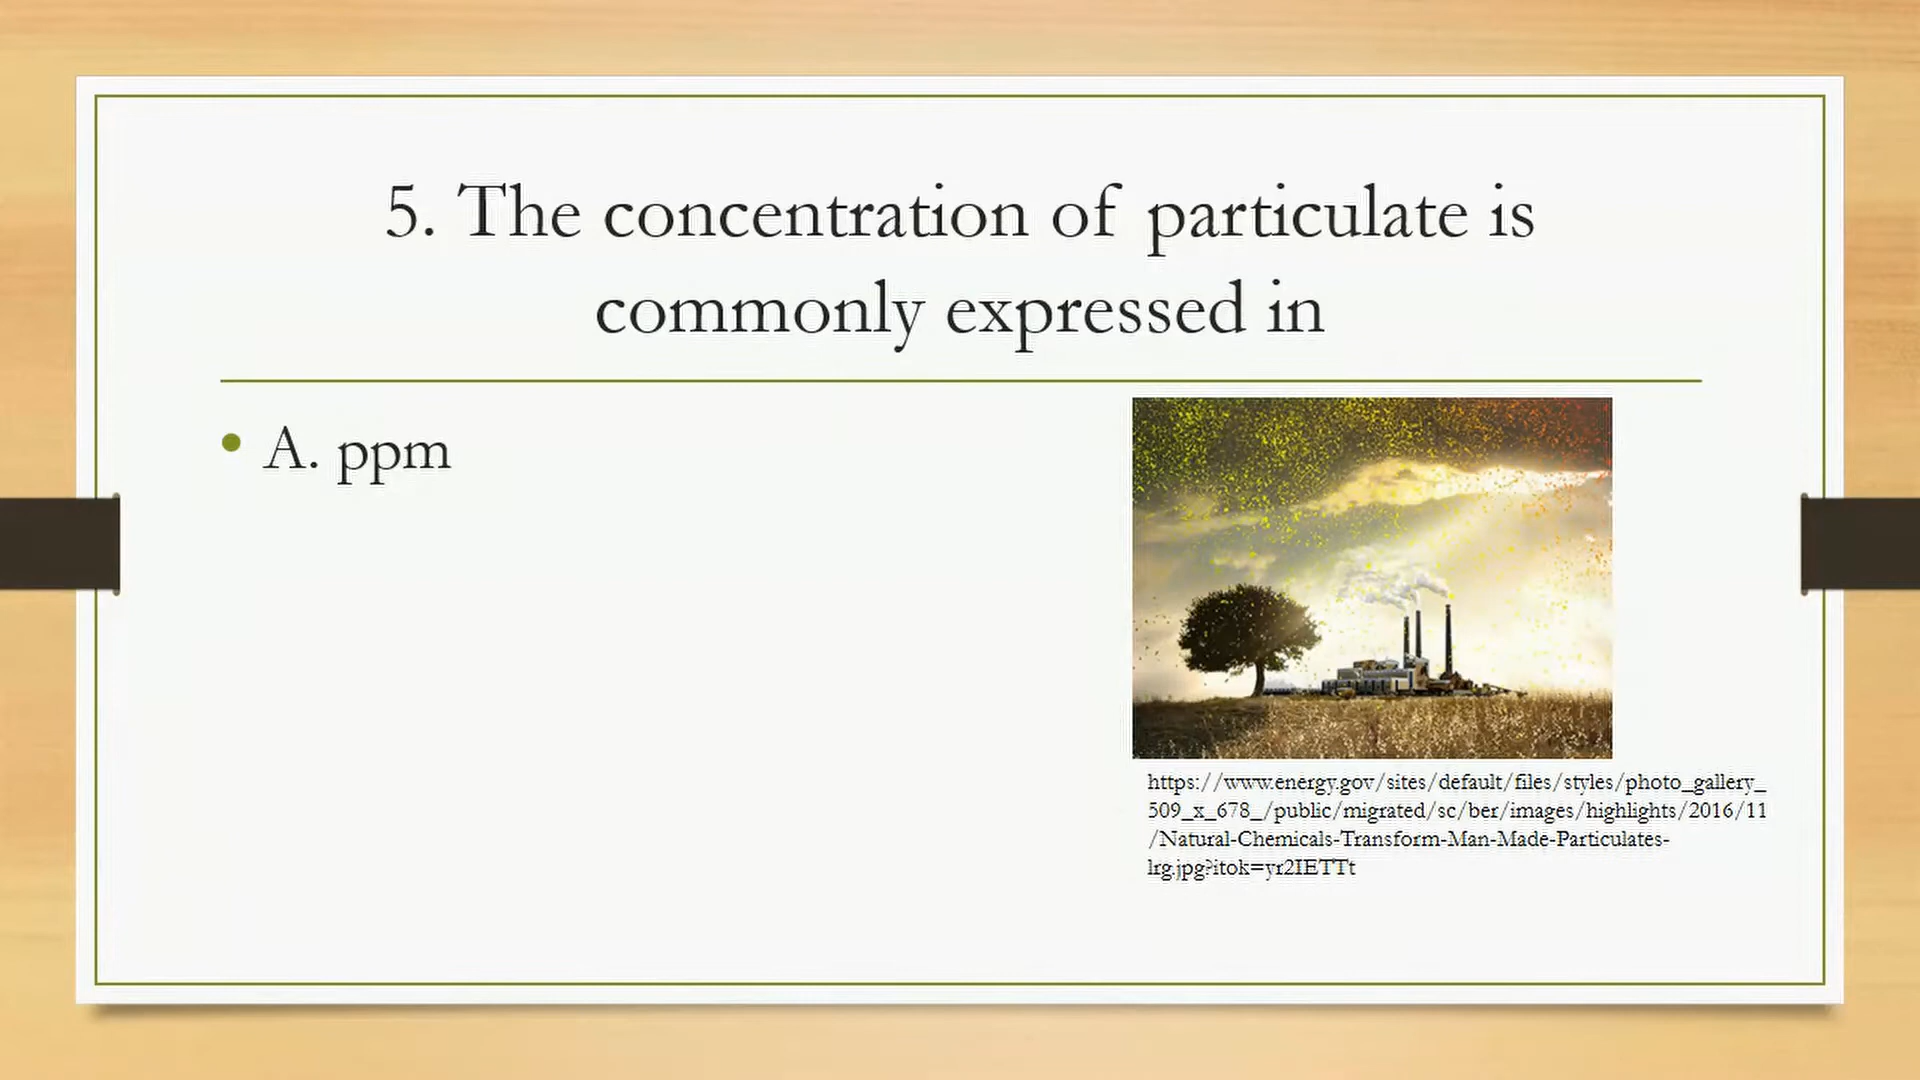 5. The concentration of particulate is
commonly expressed in
• A. ppm
https://www.energy.gov/sites/default/files/styles/photo_gallery_
509_x_678_/public/migrated/sc/ber/images/highlights/2016/11
/Natural-Chemicals-Transform-Man-Made-Particulates-
lrg.jpg?itok=yr2IETTt